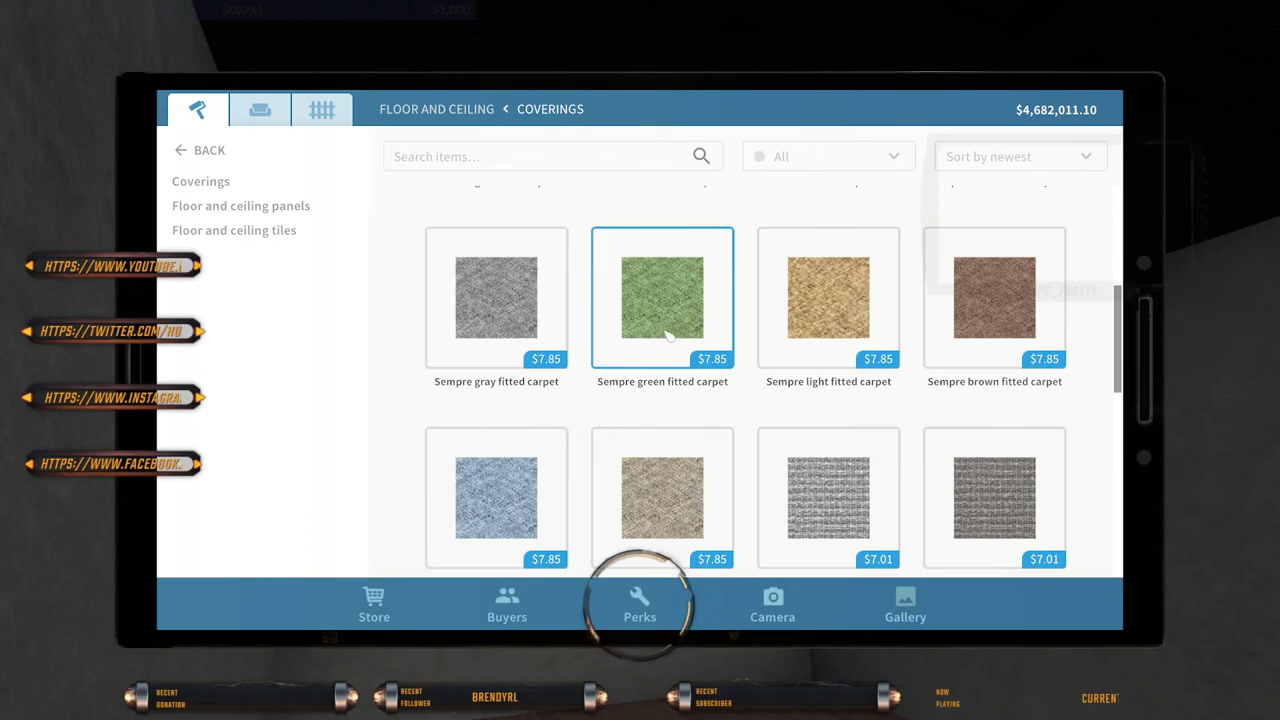 $0(0%) $1,000
FLOOR AND CEILING < COVERINGS
$4,682,011.10
BACK
Search items...
All
Sort by newest
Coverings
Floor and ceiling panels
Floor and ceiling tiles
HTTPS://WWW.YOUTUBE.
HTTPS://TWITTER.COM/HU
HTTPS://WWW.INSTAGRA
HTTPS://WWW.FACEBOOK.
$7.85 $7.85 $7.85 $7.85
Sempre gray fitted carpet
Sempre green fitted carpet
Sempre light fitted carpet
Sempre brown fitted carpet
$7.85 $7.85 $7.01 $7.01
Store
Buyers
Perks
Camera
Gallery
RECENT
DONATION
RECENT
FOLLOWER
BRENDYRL
RECENT
SUBSCRIBER
NOW
PLAYING
CURRENT